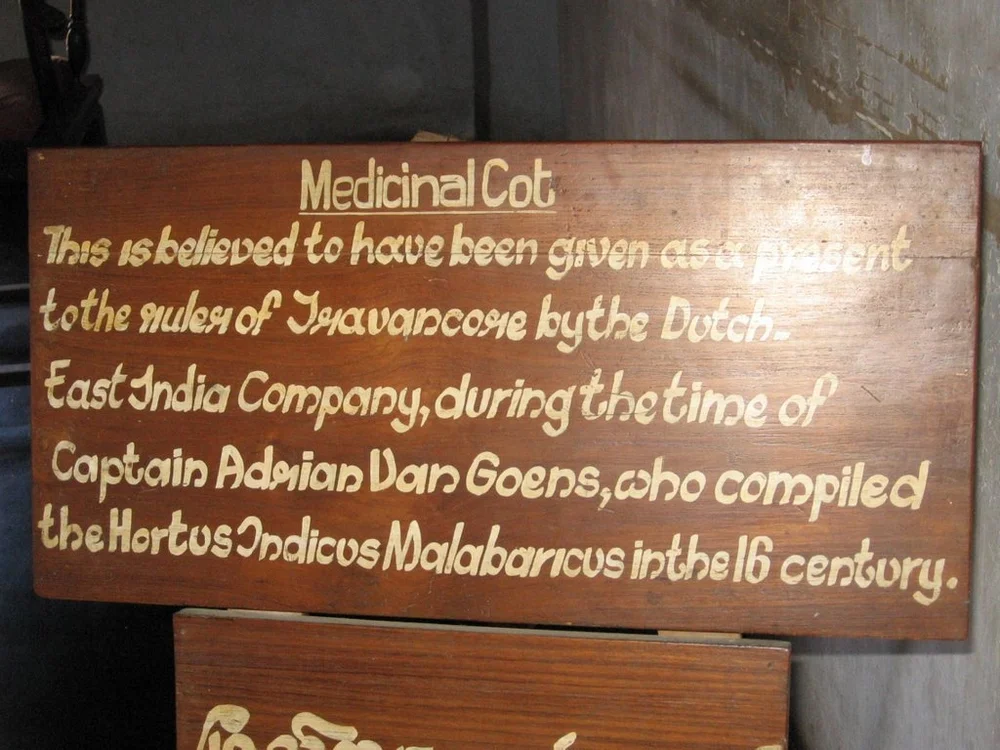 Medicinal Cot
This is believed to have been given as a present
to the ruler of Travancore by the Dutch-
East India Company, during the time of
Captain Adrian Van Goens, who compiled
the Hortus Indicus Malabaricus in the 16 century.